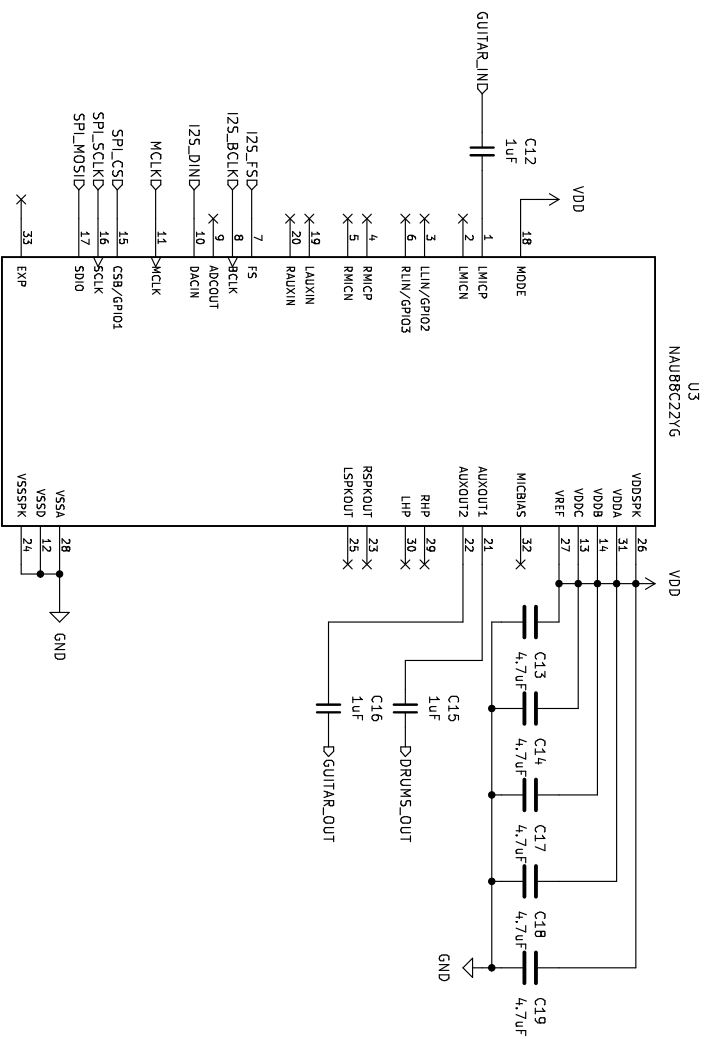 U3
NAU88C22YG
VDD
18
MODE
GUITAR_IN
C12
1uF
1
LMICP
2
LMICN
3
LLIN/GPIO2
6
RLIN/GPIO3
4
RMICP
5
RMICN
19
LAUXIN
20
RAUXIN
I2S_FS
7
FS
I2S_BCLK
8
BCLK
9
ADCOUT
I2S_DIN
10
DACIN
MCLK
11
MCLK
SPI_CS
15
CSB/GPIO1
SPI_SCLK
16
SCLK
SPI_MOSI
17
SDIO
33
EXP
VDD
VDDSPK
26
VDDA
31
VDDB
14
VDDC
13
VREF
27
MICBIAS
32
AUXOUT1
21
AUXOUT2
22
RHP
29
LHP
30
RSPKOUT
23
LSPKOUT
25
VSSA
28
VSSD
12
VSSSPK
24
GND
C13
4.7uF
C14
4.7uF
C17
4.7uF
C18
4.7uF
C19
4.7uF
GND
C15
1uF
DRUMS_OUT
C16
1uF
GUITAR_OUT